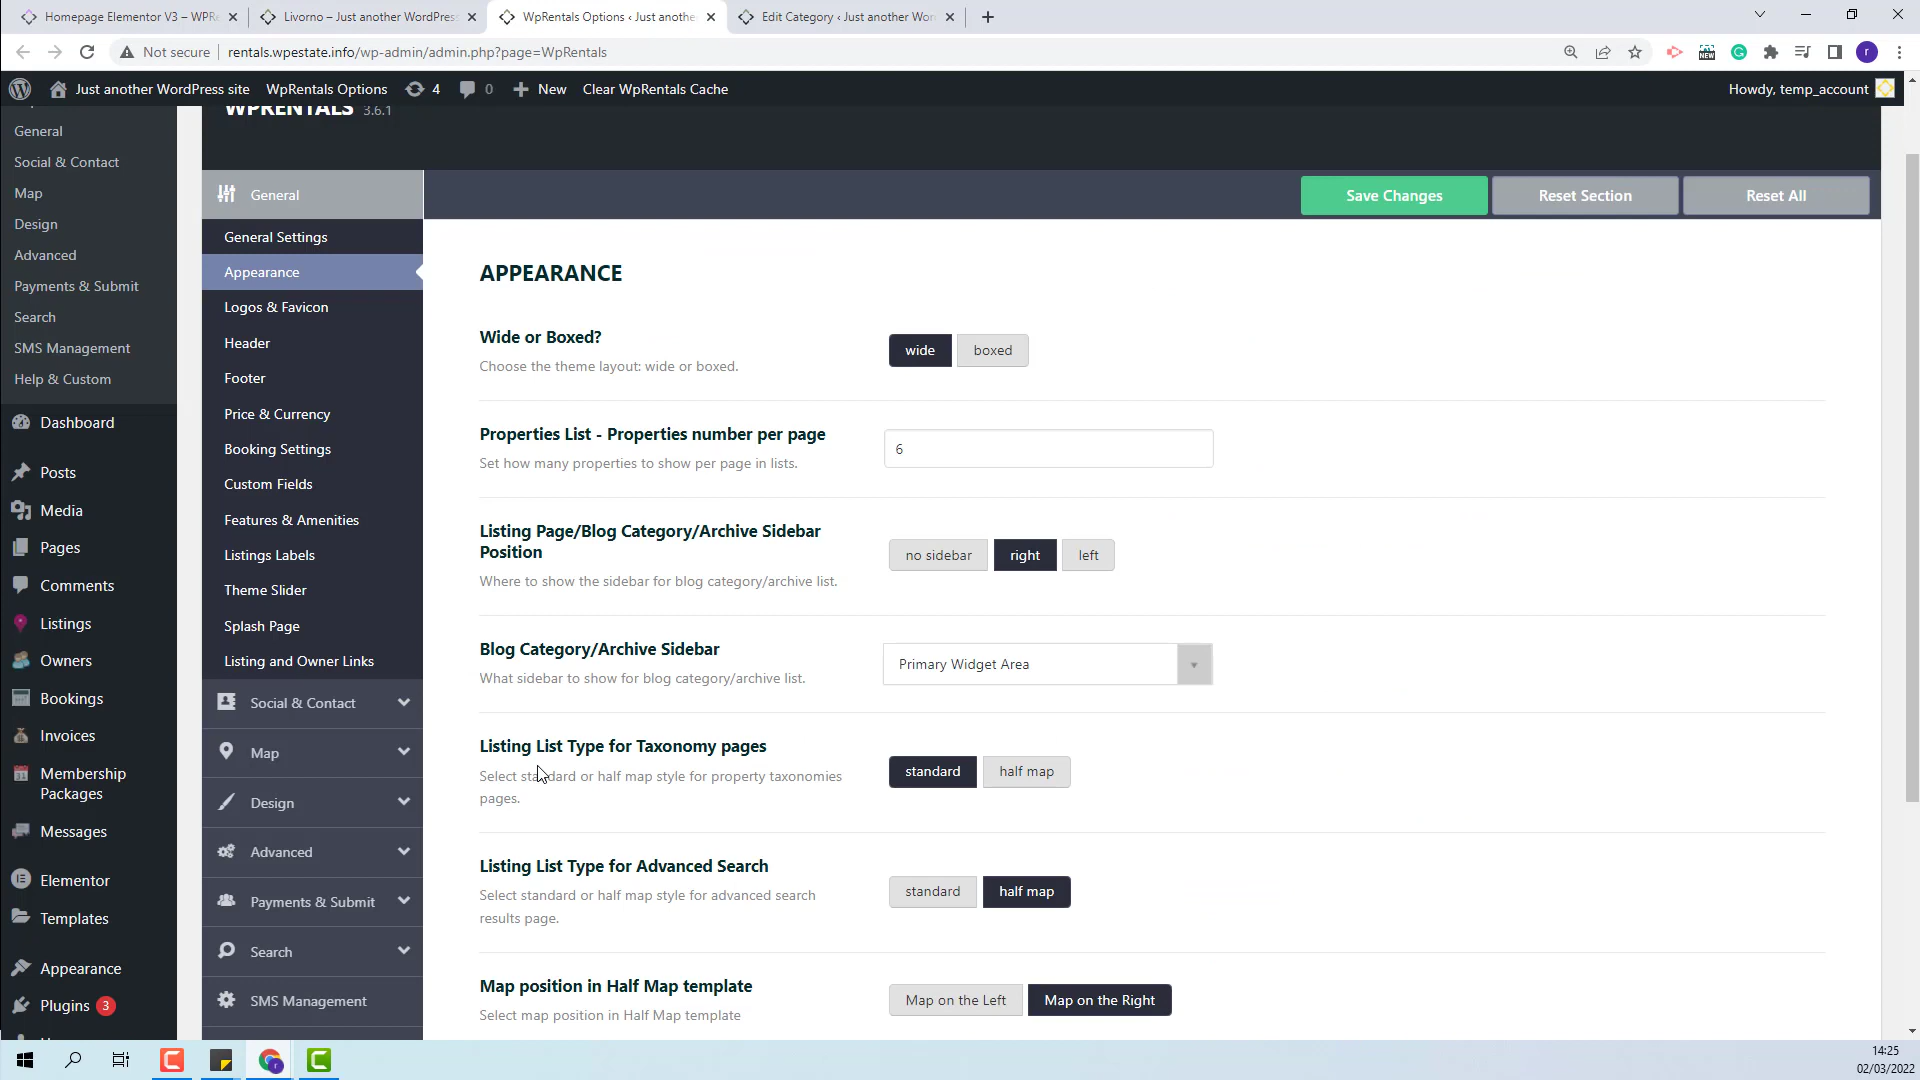 Homepage Elementor V3 – WPRe
Livorno – Just another WordPress
WpRentals Options ‹ Just anothe
Edit Category ‹ Just another Wor
Not secure
rentals.wpestate.info/wp-admin/admin.php?page=WpRentals
NEW
r
Just another WordPress site
WpRentals Options
4
0
New
Clear WpRentals Cache
Howdy, temp_account
General
Social & Contact
Map
Design
Advanced
Payments & Submit
Search
SMS Management
Help & Custom
Dashboard
Posts
Media
Pages
Comments
Listings
Owners
Bookings
Invoices
Membership
Packages
Messages
Elementor
Templates
Appearance
Plugins 3
WPRENTALS 3.6.1
General
General Settings
Appearance
Logos & Favicon
Header
Footer
Price & Currency
Booking Settings
Custom Fields
Features & Amenities
Listings Labels
Theme Slider
Splash Page
Listing and Owner Links
Social & Contact
Map
Design
Advanced
Payments & Submit
Search
SMS Management
Save Changes
Reset Section
Reset All
APPEARANCE
Wide or Boxed?
Choose the theme layout: wide or boxed.
wide
boxed
Properties List - Properties number per page
Set how many properties to show per page in lists.
6
Listing Page/Blog Category/Archive Sidebar
Position
Where to show the sidebar for blog category/archive list.
no sidebar
right
left
Blog Category/Archive Sidebar
What sidebar to show for blog category/archive list.
Primary Widget Area
Listing List Type for Taxonomy pages
Select standard or half map style for property taxonomies
pages.
standard
half map
Listing List Type for Advanced Search
Select standard or half map style for advanced search
results page.
standard
half map
Map position in Half Map template
Select map position in Half Map template
Map on the Left
Map on the Right
14:25
02/03/2022